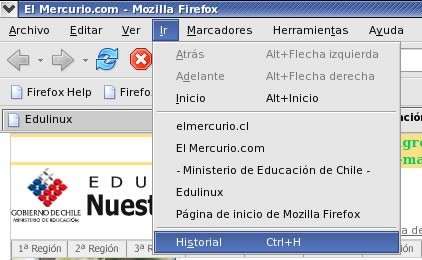 El Mercurio.com - Mozilla Firefox
Archivo Editar Ver Ir Marcadores Herramientas Ayuda
Atrás Alt+Flecha izquierda
Adelante Alt+Flecha derecha
Inicio Alt+Inicio
Firefox Help
Edulinux
elmercurio.cl
El Mercurio.com
- Ministerio de Educación de Chile -
Edulinux
Página de inicio de Mozilla Firefox
Historial Ctrl+H
GOBIERNO DE CHILE
MINISTERIO DE EDUCACIÓN
E D U
Nuest
1ª Región 2ª Región 3ª Región